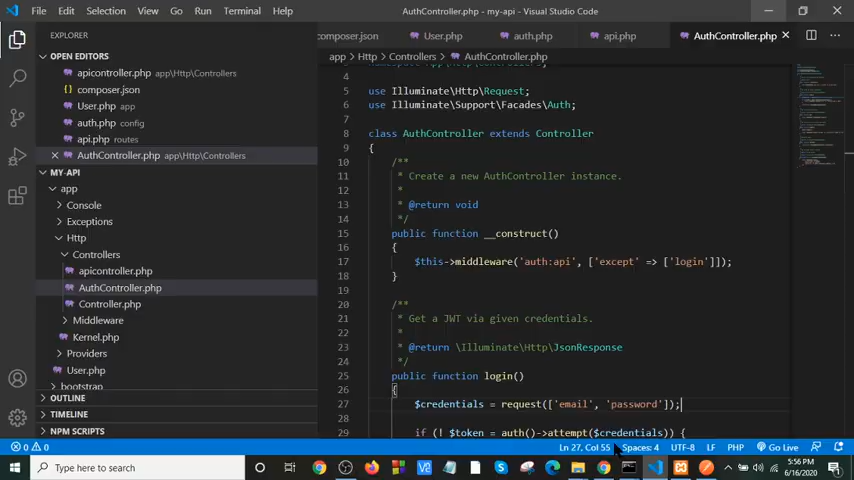 File Edit Selection View Go Run Terminal Help
AuthController.php - my-api - Visual Studio Code
EXPLORER
composer.json User.php auth.php api.php AuthController.php
OPEN EDITORS
app > Http > Controllers > AuthController.php
apicontroller.php app\Http\Controllers
composer.json
User.php app
auth.php config
api.php routes
AuthController.php app\Http\Controllers
MY-API
app
Console
Exceptions
Http
Controllers
apicontroller.php
AuthController.php
Controller.php
Middleware
Kernel.php
Providers
User.php
bootstrap
OUTLINE
TIMELINE
NPM SCRIPTS
4
5 use Illuminate\Http\Request;
6 use Illuminate\Support\Facades\Auth;
7
8 class AuthController extends Controller
9 {
10 /**
11 * Create a new AuthController instance.
12 *
13 * @return void
14 */
15 public function __construct()
16 {
17 $this->middleware('auth:api', ['except' => ['login']]);
18 }
19
20 /**
21 * Get a JWT via given credentials.
22 *
23 * @return \Illuminate\Http\JsonResponse
24 */
25 public function login()
26 {
27 $credentials = request(['email', 'password']);
28
29 if (! $token = auth()->attempt($credentials)) {
0 0 Ln 27, Col 55 Spaces: 4 UTF-8 LF PHP Go Live
Type here to search
5:56 PM
6/16/2020